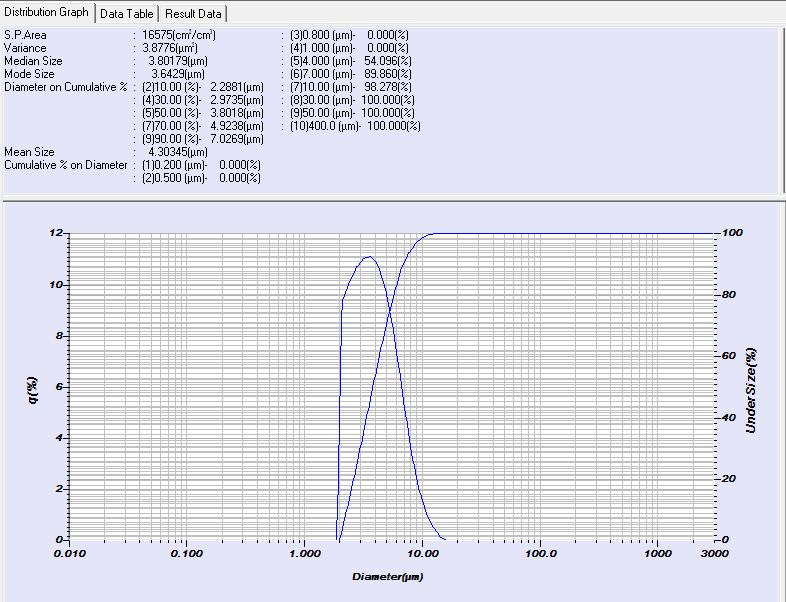 Distribution Graph Data Table Result Data
S.P.Area : 16575(cm²/cm³) : (3)0.800 (µm)- 0.000(%)
Variance : 3.8776(µm²) : (4)1.000 (µm)- 0.000(%)
Median Size : 3.80179(µm) : (5)4.000 (µm)- 54.096(%)
Mode Size : 3.6429(µm) : (6)7.000 (µm)- 89.860(%)
Diameter on Cumulative % : (2)10.00 (%)- 2.2881(µm) : (7)10.00 (µm)- 98.278(%)
: (4)30.00 (%)- 2.9735(µm) : (8)30.00 (µm)- 100.000(%)
: (5)50.00 (%)- 3.8018(µm) : (9)50.00 (µm)- 100.000(%)
: (7)70.00 (%)- 4.9238(µm) : (10)400.0 (µm)- 100.000(%)
: (9)90.00 (%)- 7.0269(µm)
Mean Size : 4.30345(µm)
Cumulative % on Diameter : (1)0.200 (µm)- 0.000(%)
: (2)0.500 (µm)- 0.000(%)
12 100
10
80
8
60
6
q(%)
UnderSize(%)
40
4
20
2
0 0
0.010 0.100 1.000 10.00 100.0 1000 3000
Diameter(µm)